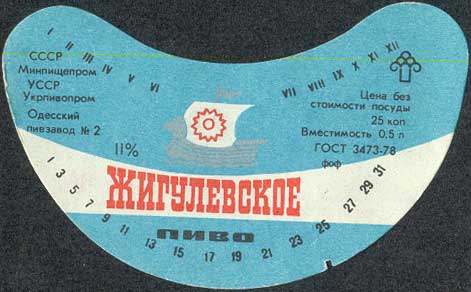 I II III IV V VI
VII VIII IX X XI XII
СССР
Минпищепром
УССР
Укрпивопром
Одесский
пивзавод № 2
Цена без
стоимости посуды
25 коп.
Вместимость 0,5 л
ГОСТ 3473-78
фоф
11%
ЖИГУЛЕВСКОЕ
ПИВО
1 3 5 7 9 11 13 15 17 19 21 23 25 27 29 31